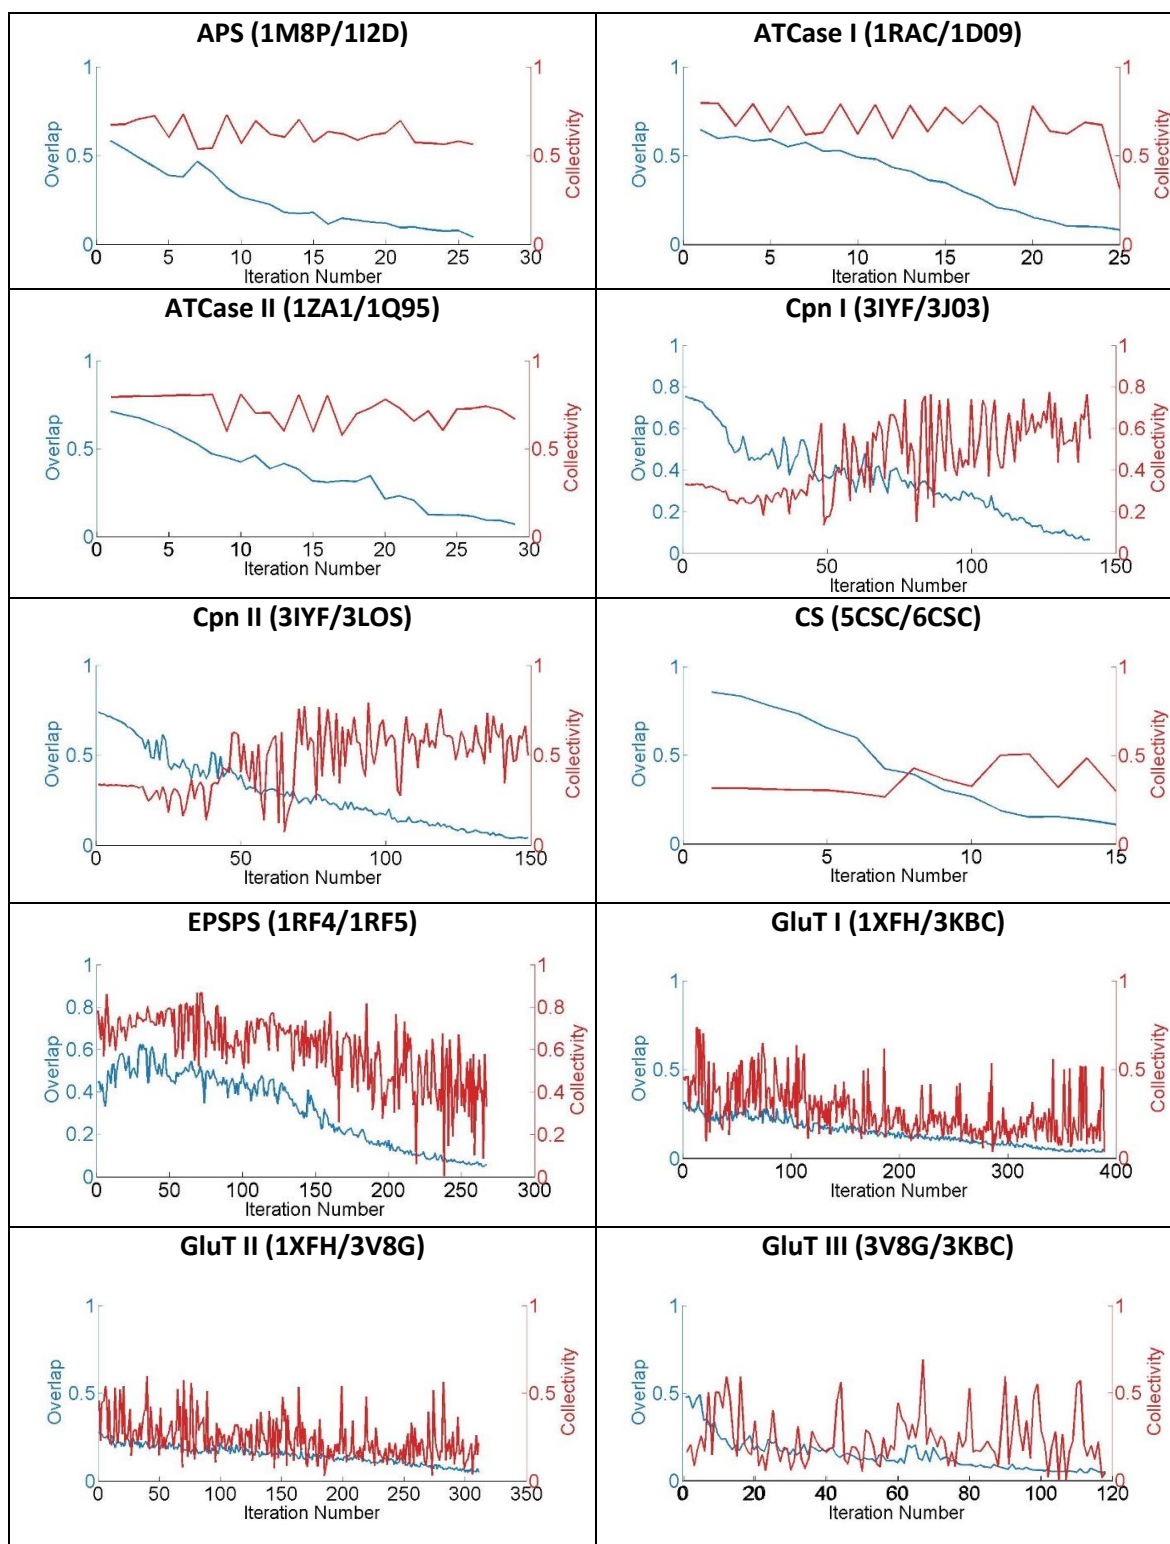 APS (1M8P/1I2D)
1
0.5
0
Overlap
1
0.5
0
Collectivity
0 5 10 15 20 25 30
Iteration Number
ATCase I (1RAC/1D09)
1
0.5
0
Overlap
1
0.5
0
Collectivity
0 5 10 15 20 25
Iteration Number
ATCase II (1ZA1/1Q95)
1
0.5
0
Overlap
1
0.5
0
Collectivity
0 5 10 15 20 25 30
Iteration Number
Cpn I (3IYF/3J03)
1
0.8
0.6
0.4
0.2
0
Overlap
1
0.8
0.6
0.4
0.2
0
Collectivity
0 50 100 150
Iteration Number
Cpn II (3IYF/3LOS)
1
0.5
0
Overlap
1
0.5
0
Collectivity
0 50 100 150
Iteration Number
CS (5CSC/6CSC)
1
0.5
0
Overlap
1
0.5
0
Collectivity
0 5 10 15
Iteration Number
EPSPS (1RF4/1RF5)
1
0.8
0.6
0.4
0.2
0
Overlap
1
0.8
0.6
0.4
0.2
0
Collectivity
0 50 100 150 200 250 300
Iteration Number
GluT I (1XFH/3KBC)
1
0.5
0
Overlap
1
0.5
0
Collectivity
0 100 200 300 400
Iteration Number
GluT II (1XFH/3V8G)
1
0.5
0
Overlap
1
0.5
0
Collectivity
0 50 100 150 200 250 300 350
Iteration Number
GluT III (3V8G/3KBC)
1
0.5
0
Overlap
1
0.5
0
Collectivity
0 20 40 60 80 100 120
Iteration Number